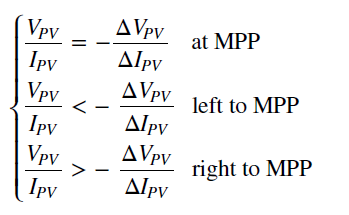 V_PV / I_PV = − ΔV_PV / ΔI_PV at MPP
V_PV / I_PV < − ΔV_PV / ΔI_PV left to MPP
V_PV / I_PV > − ΔV_PV / ΔI_PV right to MPP